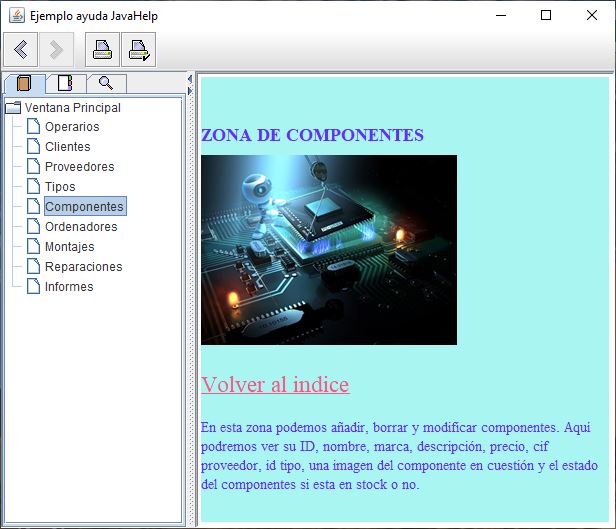 Ejemplo ayuda JavaHelp
Ventana Principal
Operarios
Clientes
Proveedores
Tipos
Componentes
Ordenadores
Montajes
Reparaciones
Informes
ZONA DE COMPONENTES
Volver al indice
En esta zona podemos añadir, borrar y modificar componentes. Aqui
podremos ver su ID, nombre, marca, descripción, precio, cif
proveedor, id tipo, una imagen del componente en cuestión y el estado
del componentes si esta en stock o no.